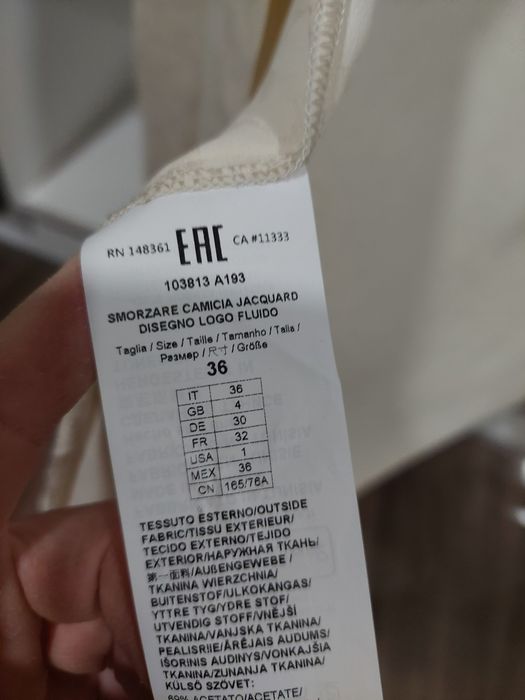 RN 148361 EAC CA #11333
103813 A193
SMORZARE CAMICIA JACQUARD
DISEGNO LOGO FLUIDO
Taglia / Size / Taille / Tamanho / Talla /
Размер / 尺寸 / Größe
36
IT 36
GB 4
DE 30
FR 32
USA 1
MEX 36
CN 165/76A
TESSUTO ESTERNO/OUTSIDE
FABRIC/TISSU EXTERIEUR/
TECIDO EXTERNO/TEJIDO
EXTERIOR/НАРУЖНАЯ ТКАНЬ/
第一面料/AUßENGEWEBE /
TKANINA WIERZCHNIA/
BUITENSTOF/ULKOKANGAS/
YTTRE TYG/YDRE STOF/
UTVENDIG STOFF/VNĚJŠÍ
TKANINA/VANJSKA TKANINA/
PEALISRIIE/ĀRĒJAIS AUDUMS/
IŠORINIS AUDINYS/VONKAJŠIA
TKANINA/ZUNANJA TKANINA/
KÜLSŐ SZÖVET:
69% ACETATO/ACETATE/